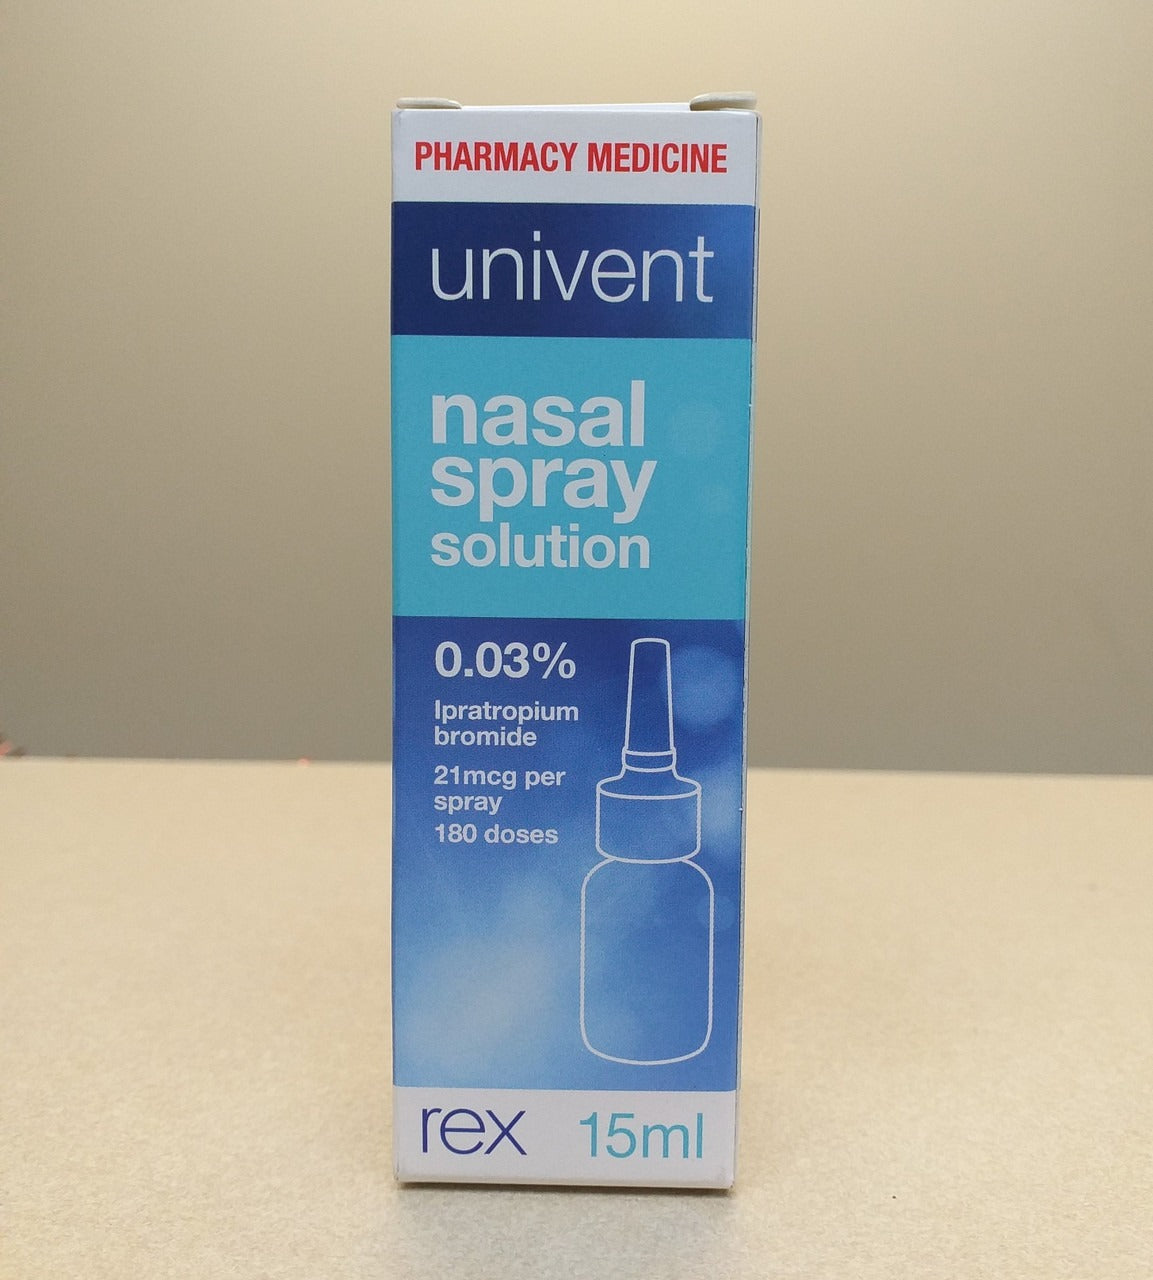 PHARMACY MEDICINE
univent
nasal
spray
solution
0.03%
Ipratropium
bromide
21mcg per
spray
180 doses
rex 15ml